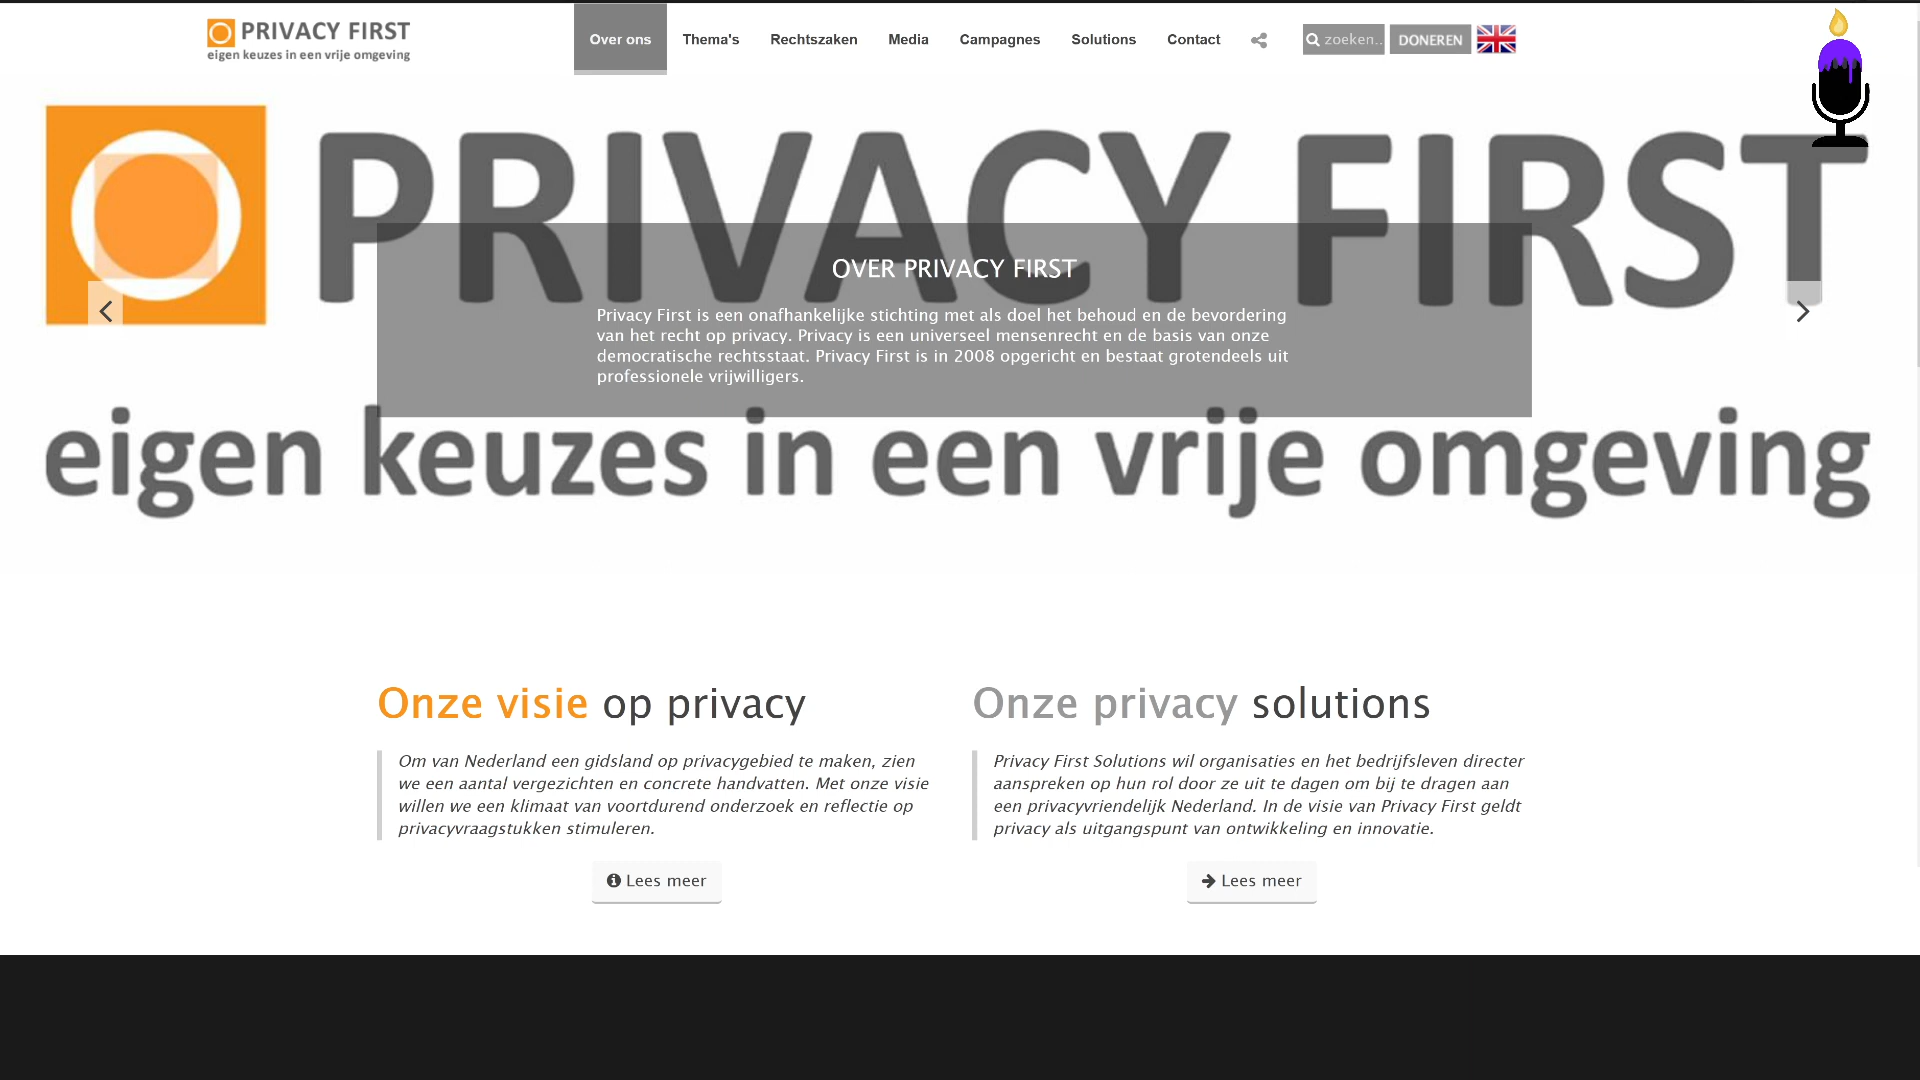 PRIVACY FIRST
eigen keuzes in een vrije omgeving
Over ons
Thema's
Rechtszaken
Media
Campagnes
Solutions
Contact
zoeken..
DONEREN
PRIVACY FIRST
OVER PRIVACY FIRST
Privacy First is een onafhankelijke stichting met als doel het behoud en de bevordering
van het recht op privacy. Privacy is een universeel mensenrecht en de basis van onze
democratische rechtsstaat. Privacy First is in 2008 opgericht en bestaat grotendeels uit
professionele vrijwilligers.
eigen keuzes in een vrije omgeving
Onze visie op privacy
Om van Nederland een gidsland op privacygebied te maken, zien
we een aantal vergezichten en concrete handvatten. Met onze visie
willen we een klimaat van voortdurend onderzoek en reflectie op
privacyvraagstukken stimuleren.
Lees meer
Onze privacy solutions
Privacy First Solutions wil organisaties en het bedrijfsleven directer
aanspreken op hun rol door ze uit te dagen om bij te dragen aan
een privacyvriendelijk Nederland. In de visie van Privacy First geldt
privacy als uitgangspunt van ontwikkeling en innovatie.
Lees meer